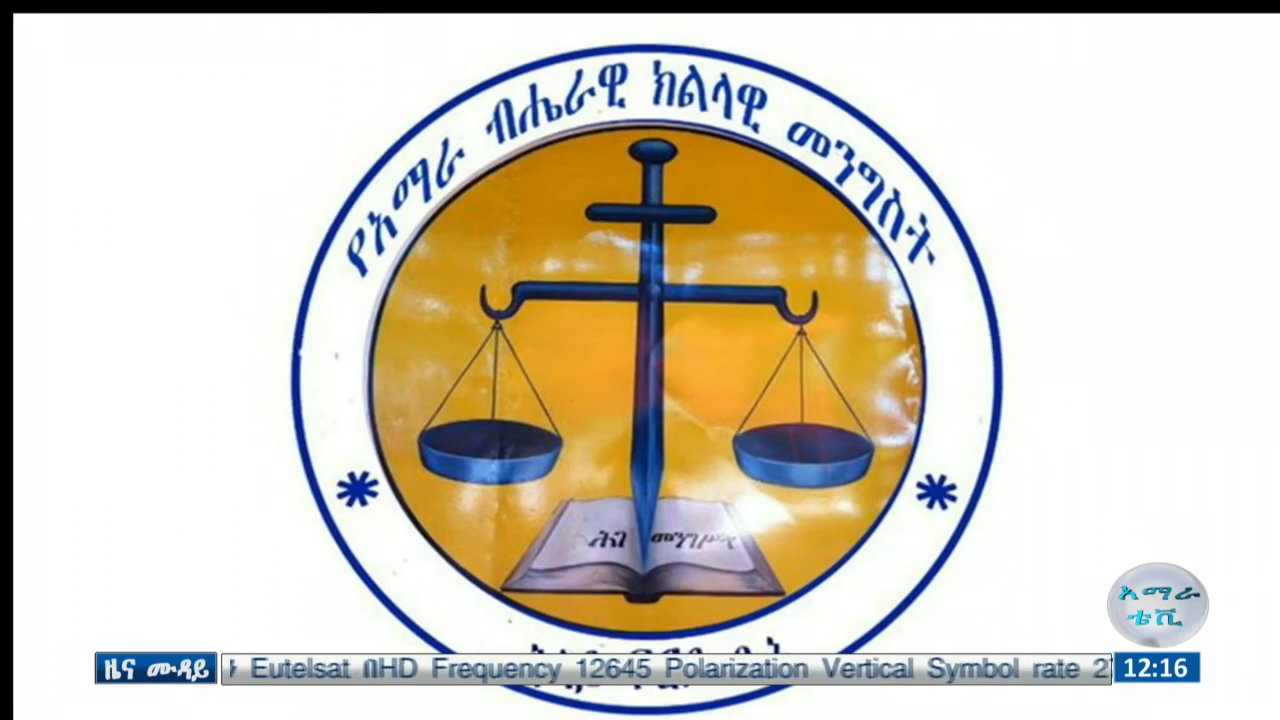 የአማራ ብሔራዊ ክልላዊ መንግስት
ሕገ መንግሥት
አማራ
ቴቪ
ዜና ሙዳይ
Eutelsat በHD Frequency 12645 Polarization Vertical Symbol rate 2
12:16